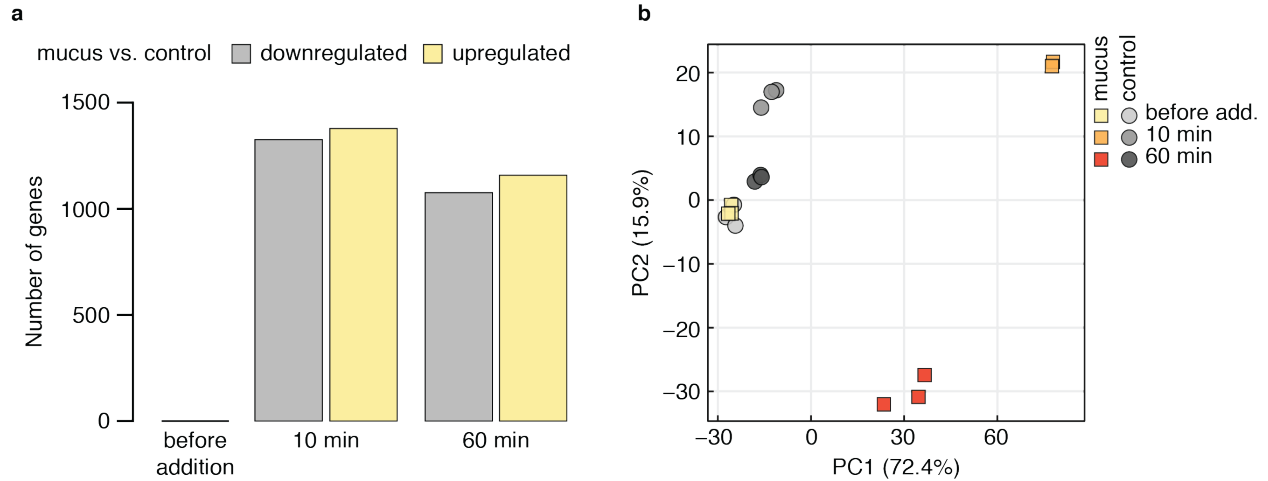 a
mucus vs. control downregulated upregulated
Number of genes
1500
1000
500
0
before addition
10 min
60 min
b
PC2 (15.9%)
20
10
0
−10
−20
−30
−30 0 30 60
PC1 (72.4%)
mucus
control
before add.
10 min
60 min